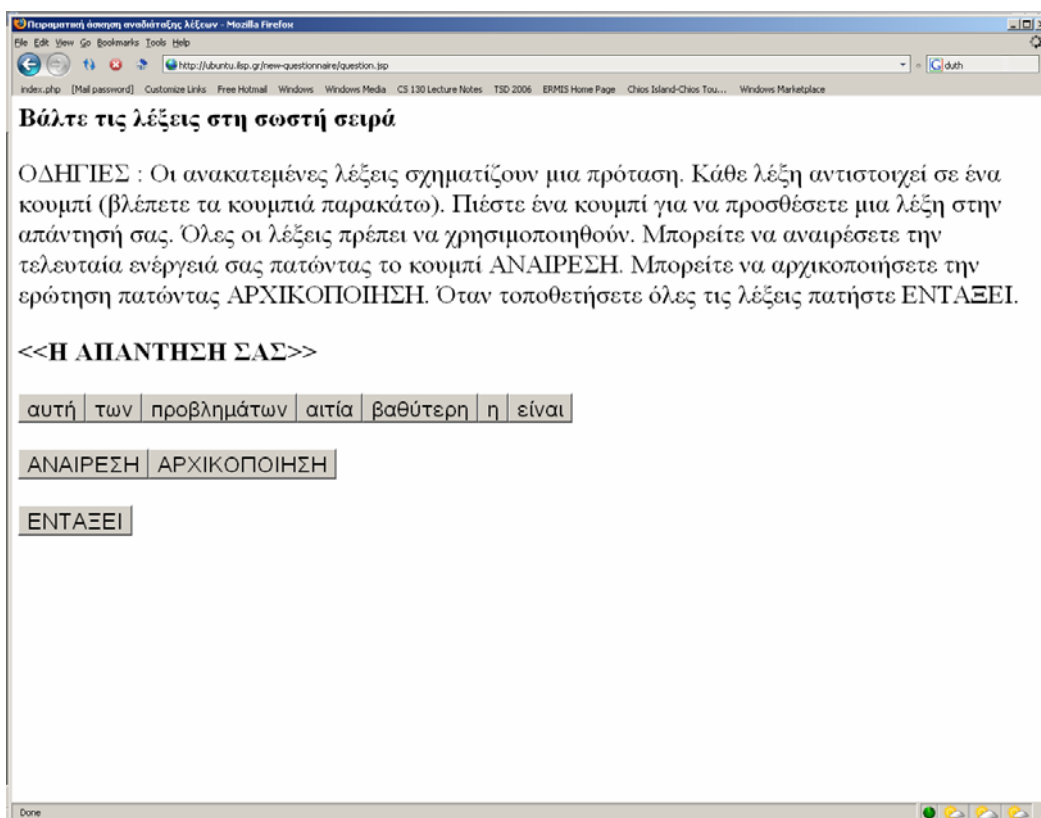 Πειραματική άσκηση αναδιάταξης λέξεων - Mozilla Firefox
File Edit View Go Bookmarks Tools Help
http://ubuntu.ilsp.gr/new-questionnaire/question.jsp duth
index.php [Mail password] Customize Links Free Hotmail Windows Windows Media CS 130 Lecture Notes TSD 2006 ERMIS Home Page Chios Island-Chios Tou... Windows Marketplace
Βάλτε τις λέξεις στη σωστή σειρά
ΟΔΗΓΙΕΣ : Οι ανακατεμένες λέξεις σχηματίζουν μια πρόταση. Κάθε λέξη αντιστοιχεί σε ένα
κουμπί (βλέπετε τα κουμπιά παρακάτω). Πιέστε ένα κουμπί για να προσθέσετε μια λέξη στην
απάντησή σας. Όλες οι λέξεις πρέπει να χρησιμοποιηθούν. Μπορείτε να αναιρέσετε την
τελευταία ενέργειά σας πατώντας το κουμπί ΑΝΑΙΡΕΣΗ. Μπορείτε να αρχικοποιήσετε την
ερώτηση πατώντας ΑΡΧΙΚΟΠΟΙΗΣΗ. Όταν τοποθετήσετε όλες τις λέξεις πατήστε ΕΝΤΑΞΕΙ.
<<Η ΑΠΑΝΤΗΣΗ ΣΑΣ>>
αυτή των προβλημάτων αιτία βαθύτερη η είναι
ΑΝΑΙΡΕΣΗ ΑΡΧΙΚΟΠΟΙΗΣΗ
ΕΝΤΑΞΕΙ
Done